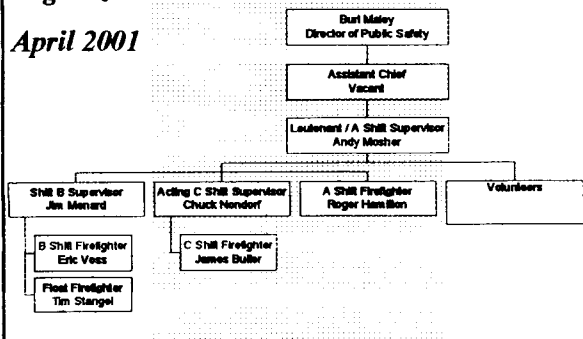 April 2001
Burl Maley
Director of Public Safety
Assistant Chief
Vacant
Leutenant / A Shift Supervisor
Andy Mosher
Shift B Supervisor
Jim Menard
Acting C Shift Supervisor
Chuck Nondorf
A Shift Firefighter
Roger Hamilton
Volunteers
B Shift Firefighter
Eric Voss
C Shift Firefighter
James Butler
Float Firefighter
Tim Stangel